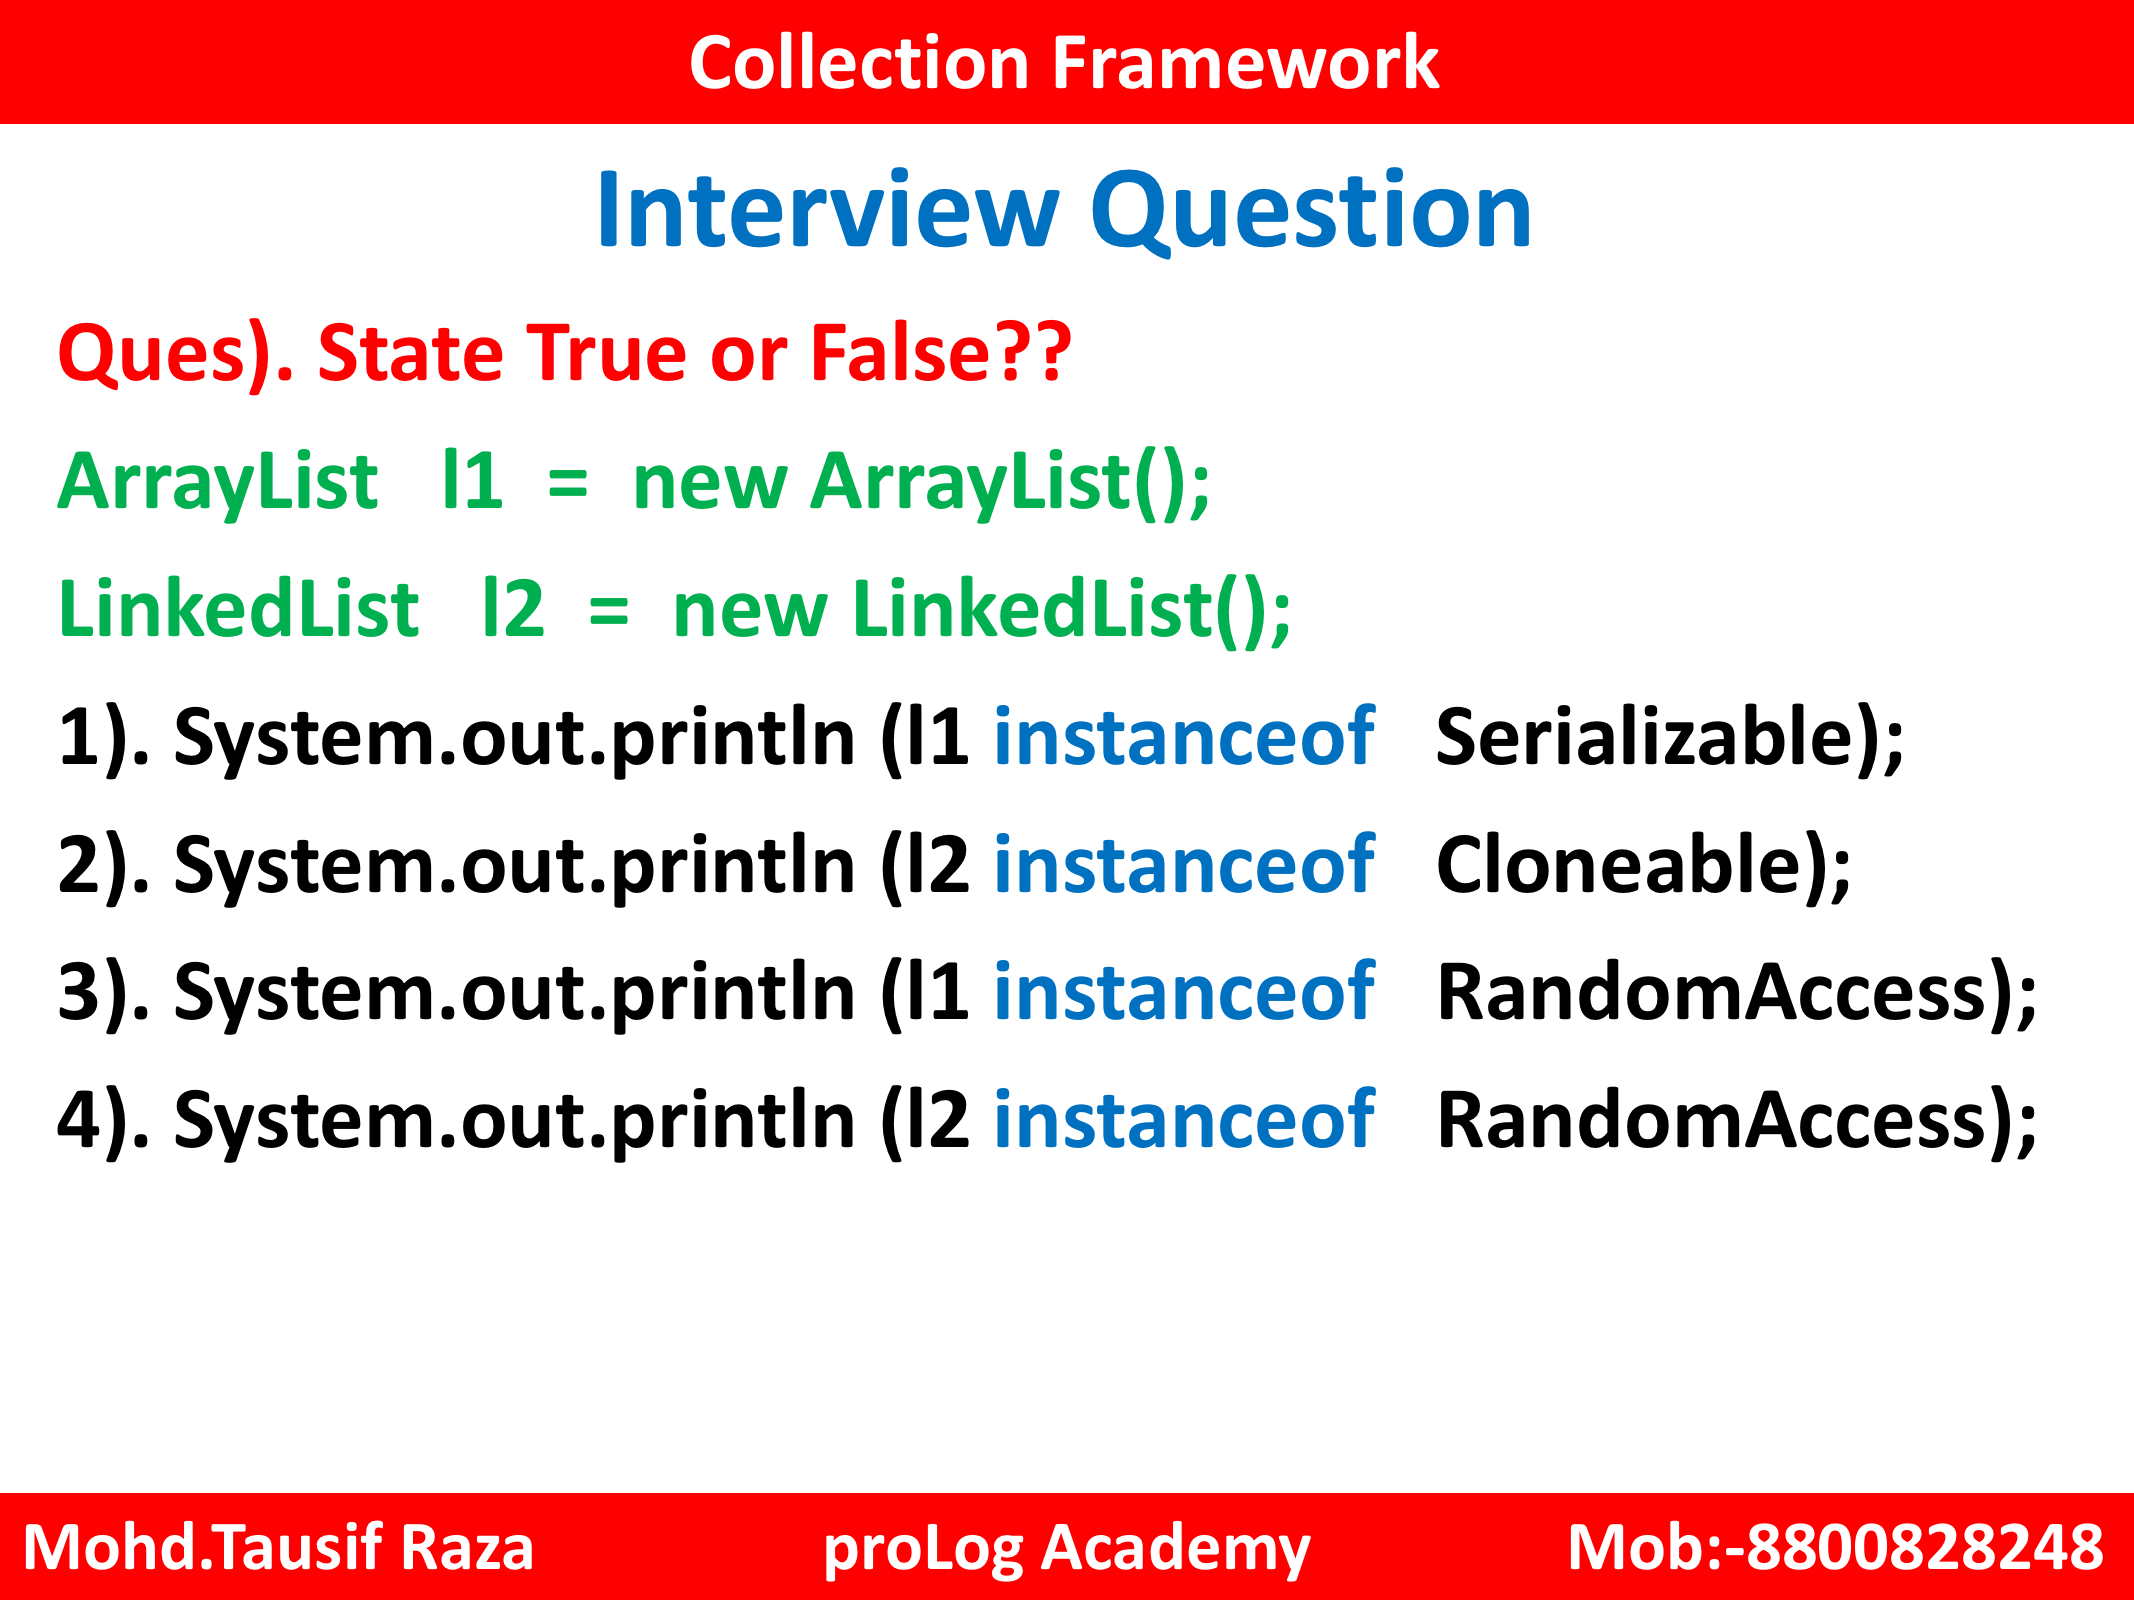 Collection Framework
Interview Question
Ques). State True or False??
ArrayList l1 = new ArrayList();
LinkedList l2 = new LinkedList();
1). System.out.println (l1 instanceof Serializable);
2). System.out.println (l2 instanceof Cloneable);
3). System.out.println (l1 instanceof RandomAccess);
4). System.out.println (l2 instanceof RandomAccess);
Mohd.Tausif Raza proLog Academy Mob:-8800828248